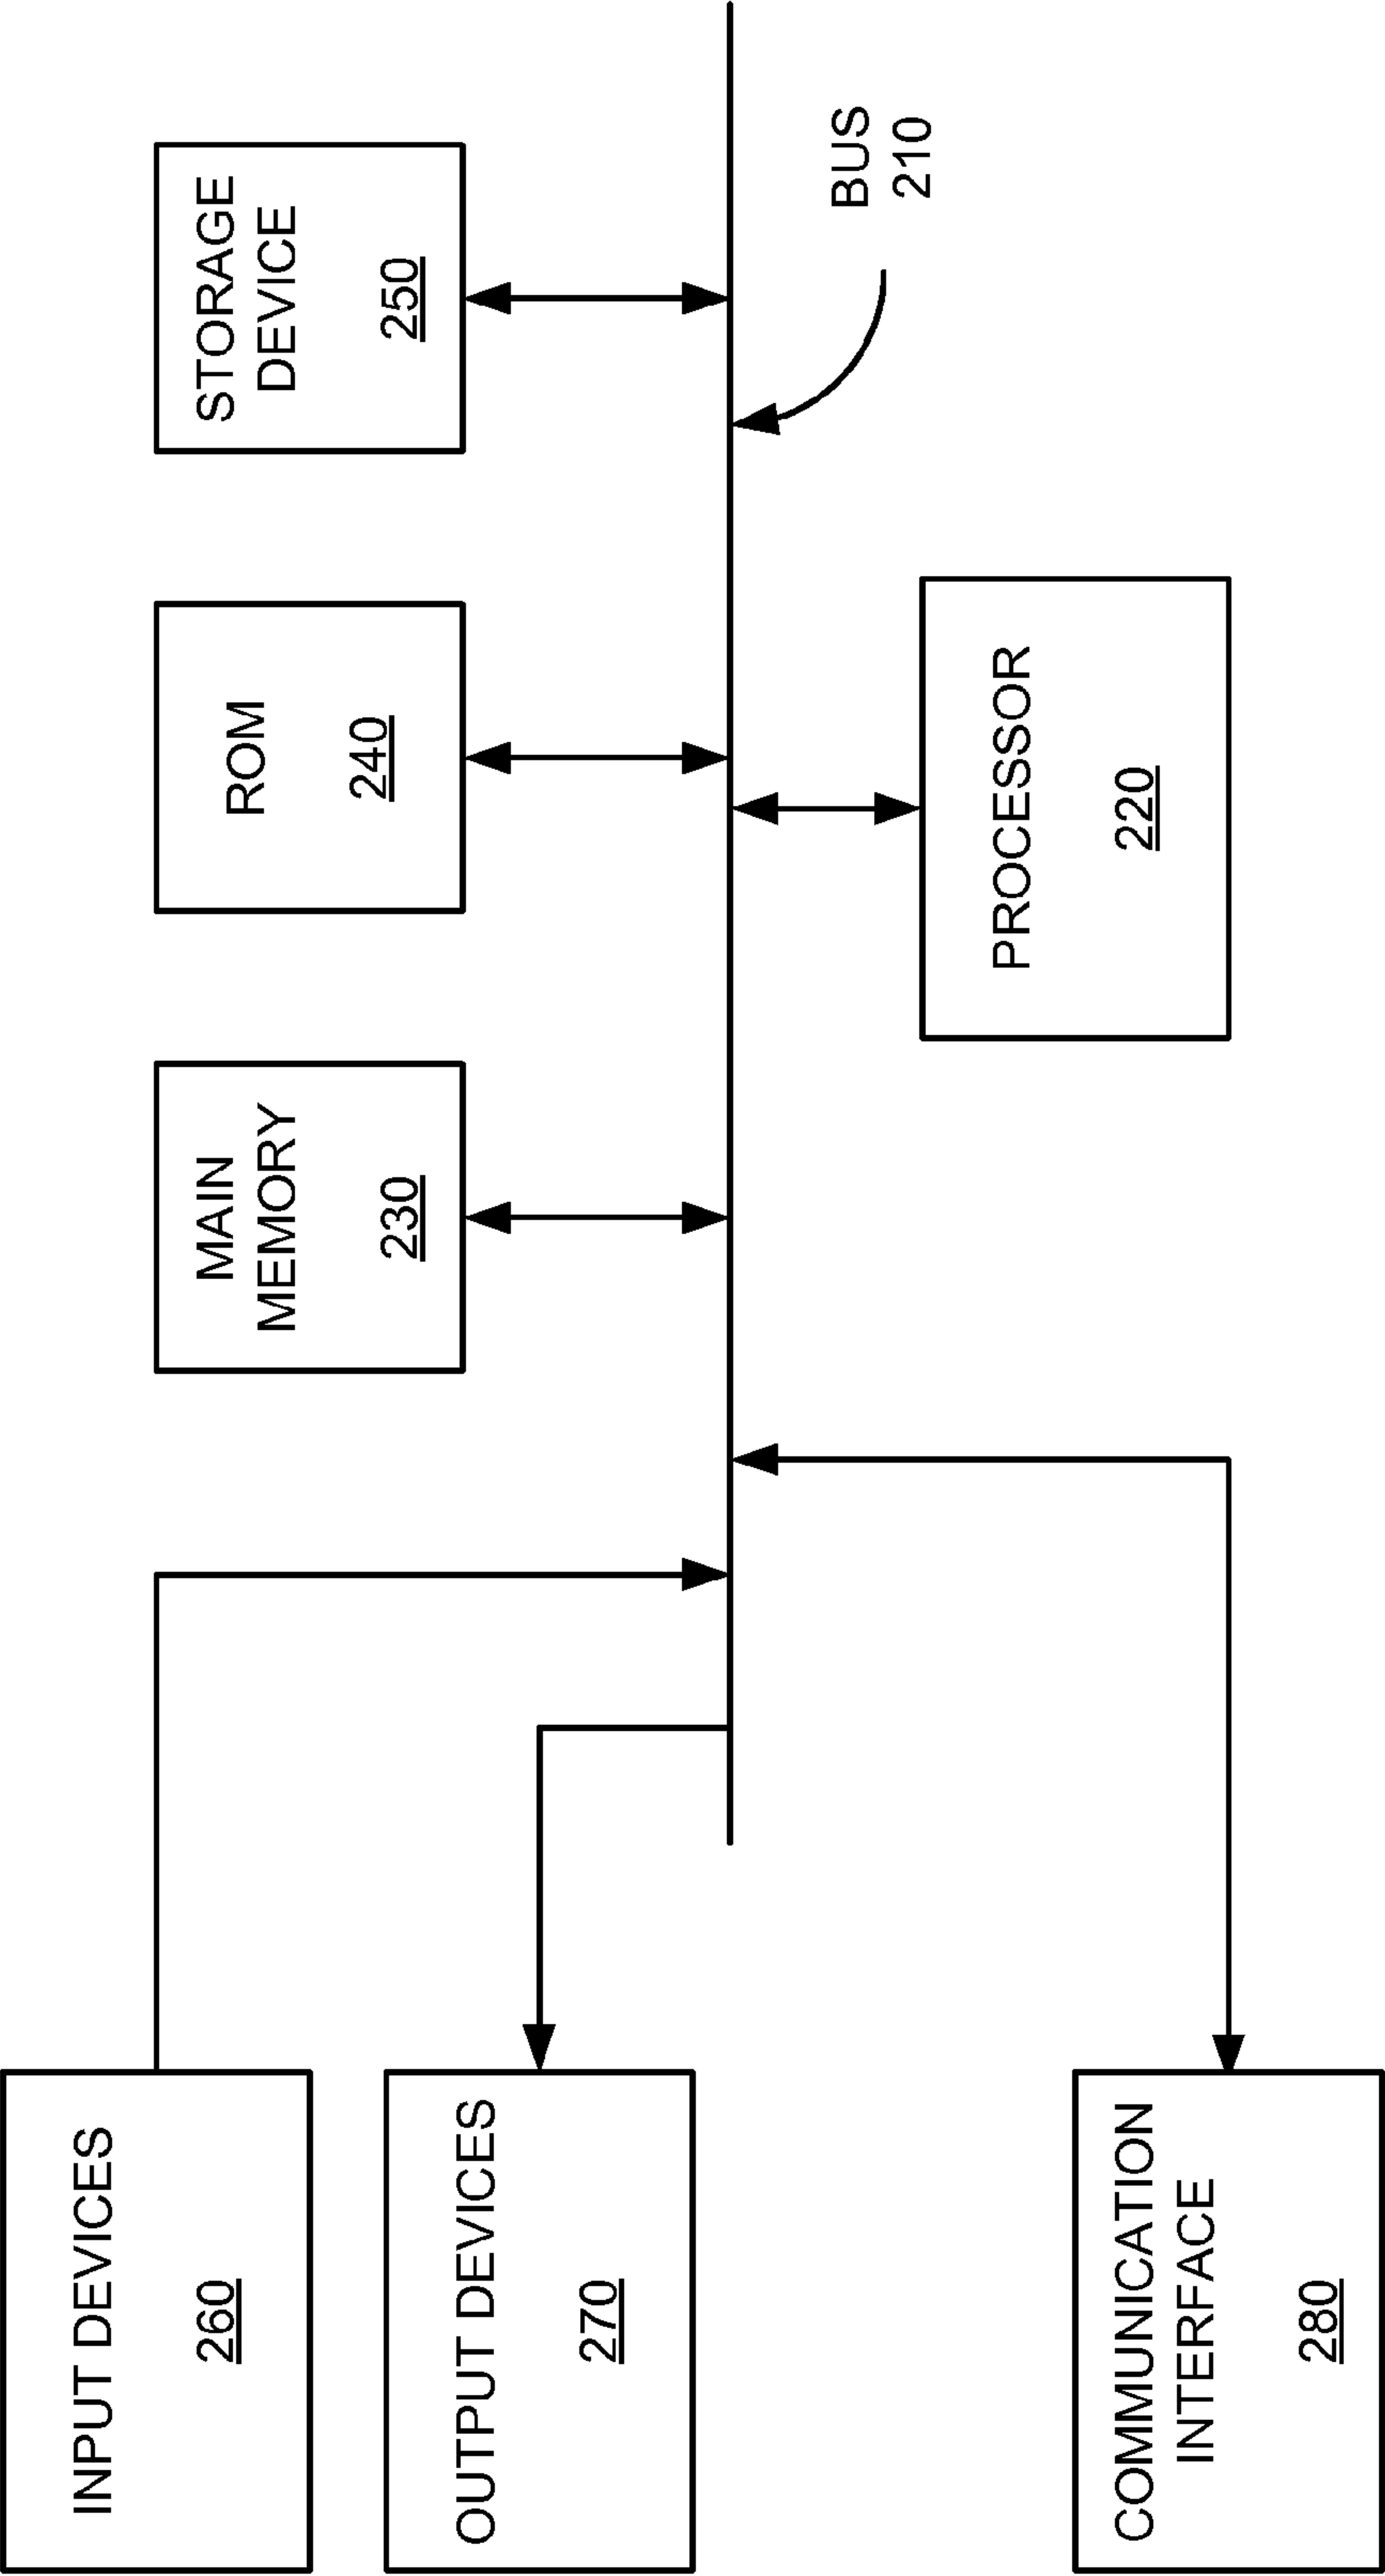 INPUT DEVICES
260
OUTPUT DEVICES
270
COMMUNICATION
INTERFACE
280
MAIN
MEMORY
230
ROM
240
STORAGE
DEVICE
250
PROCESSOR
220
BUS
210